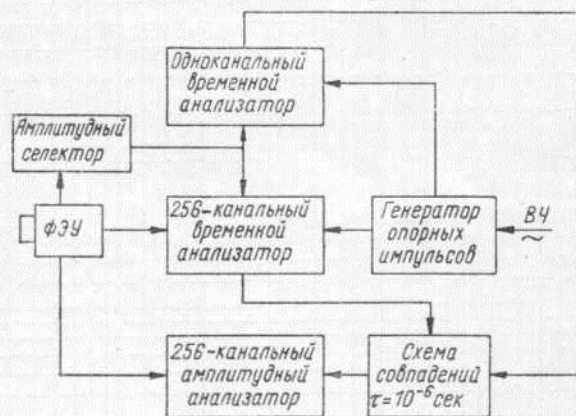 Одноканальный
временной
анализатор
Амплитудный
селектор
ФЭУ
256-канальный
временной
анализатор
Генератор
опорных
импульсов
ВЧ
~
256-канальный
амплитудный
анализатор
Схема
совпадений
τ=10⁻⁶ сек